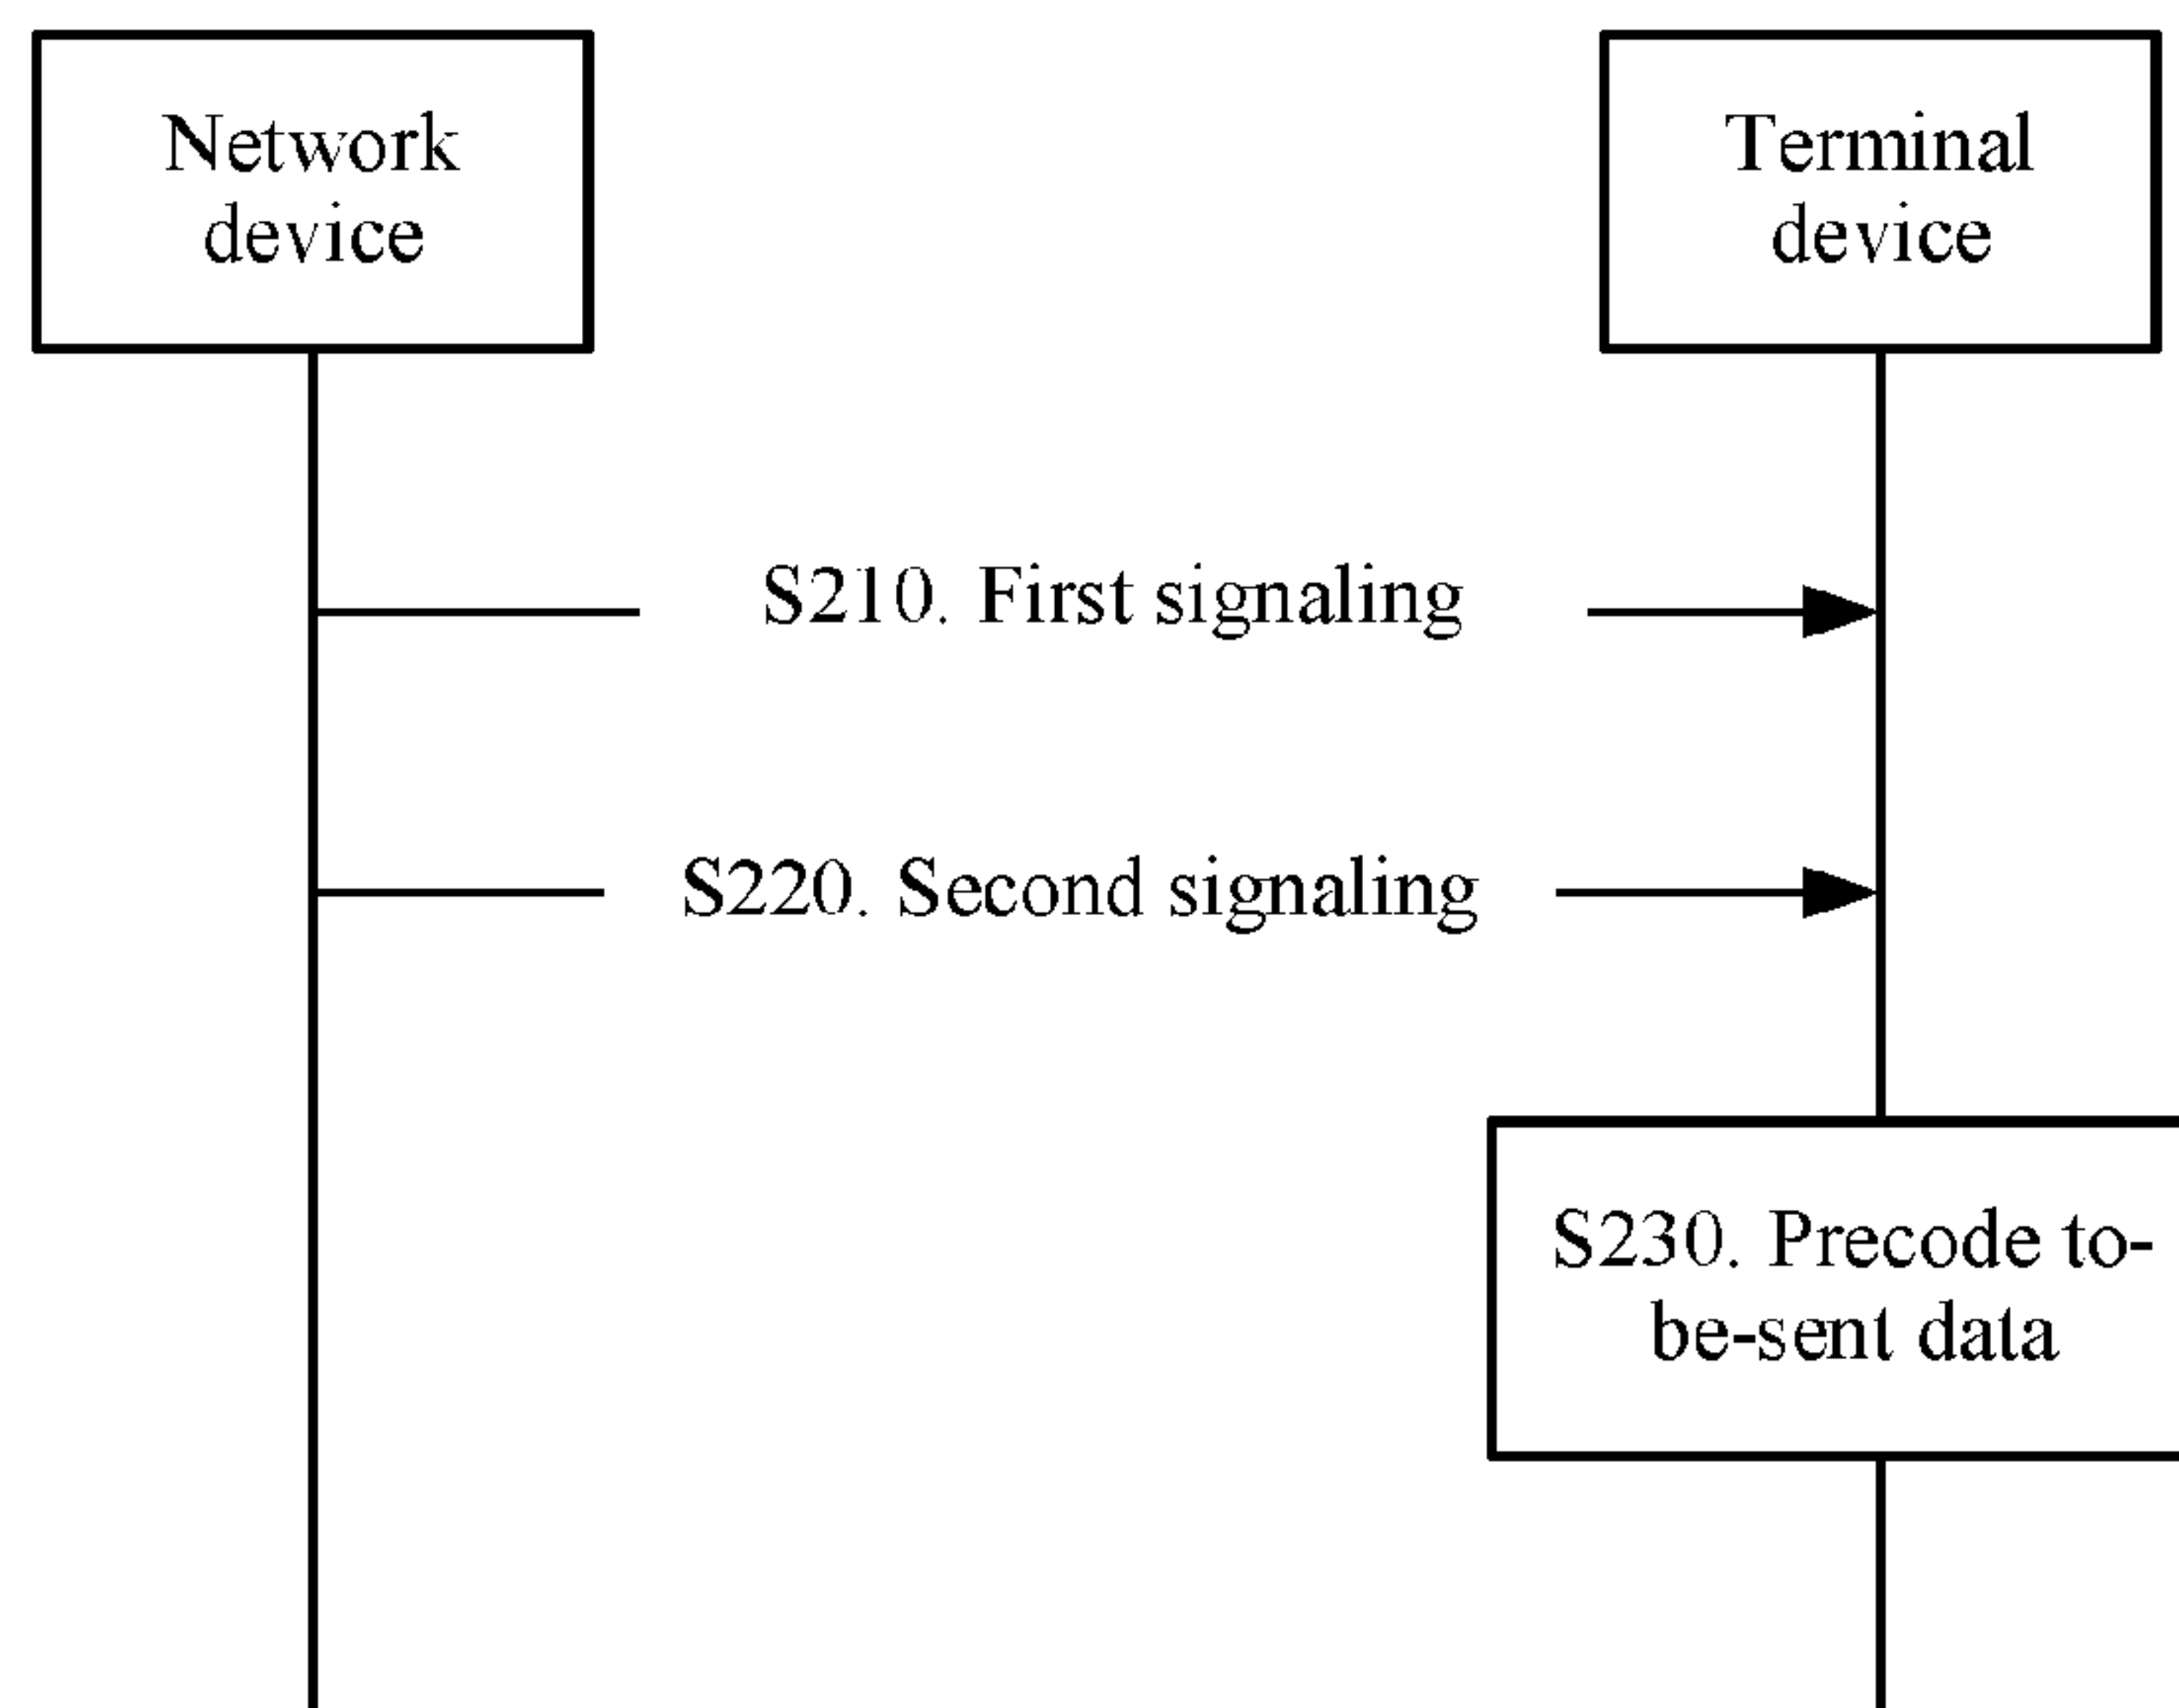 Network
device
Terminal
device
S210. First signaling
S220. Second signaling
S230. Precode to-
be-sent data